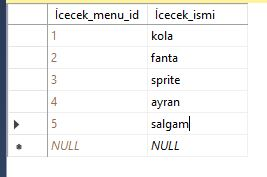 İcecek_menu_id İcecek_ismi
1 kola
2 fanta
3 sprite
4 ayran
5 salgam
NULL NULL